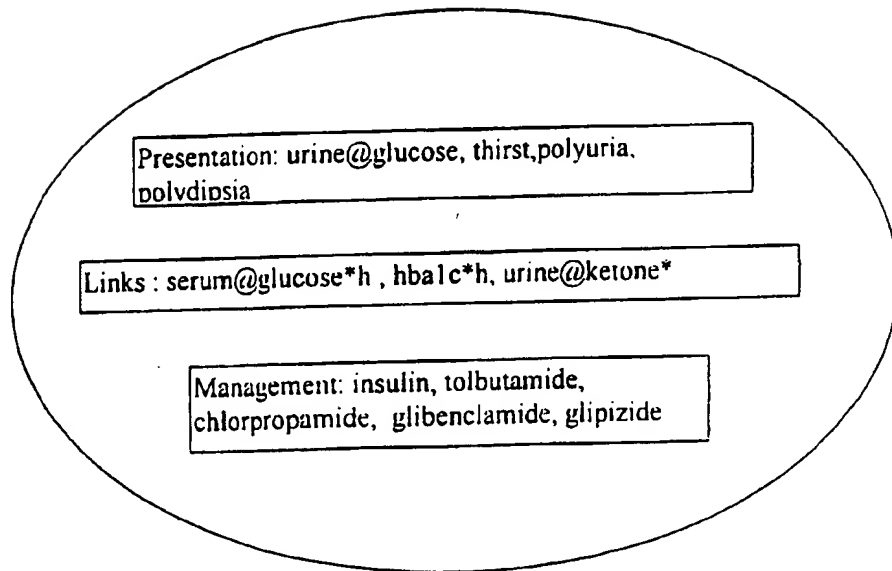 Presentation: urine@glucose, thirst,polyuria,
polydipsia
Links : serum@glucose*h , hba1c*h, urine@ketone*
Management: insulin, tolbutamide,
chlorpropamide, glibenclamide, glipizide